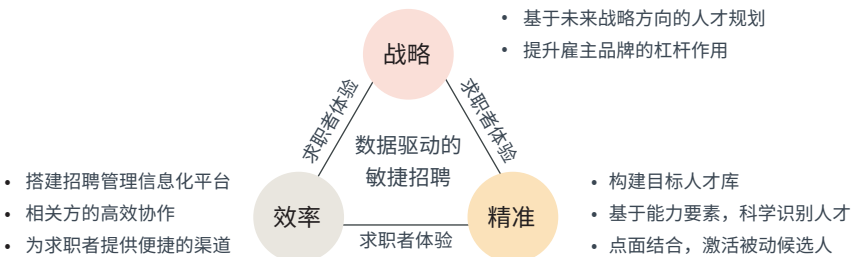 • 基于未来战略方向的人才规划
• 提升雇主品牌的杠杆作用
战略
求职者体验
求职者体验
数据驱动的
敏捷招聘
• 搭建招聘管理信息化平台
• 相关方的高效协作
• 为求职者提供便捷的渠道
效率
求职者体验
精准
• 构建目标人才库
• 基于能力要素，科学识别人才
• 点面结合，激活被动候选人